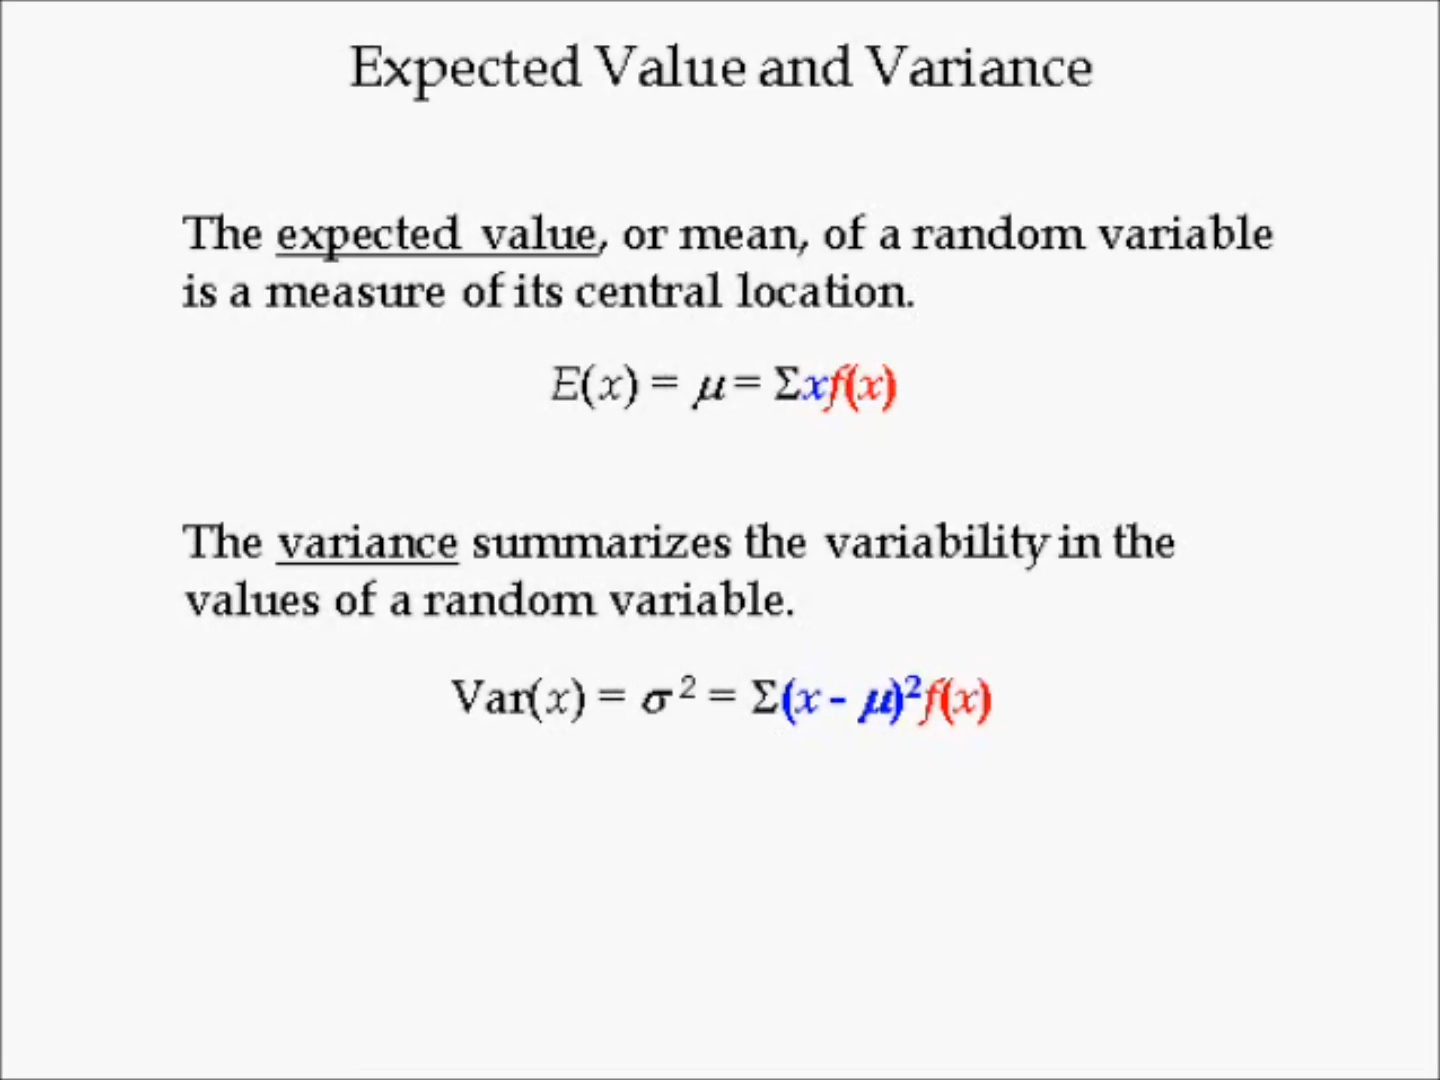 Expected Value and Variance
The expected value, or mean, of a random variable
is a measure of its central location.
E(x) = μ = Σxf(x)
The variance summarizes the variability in the
values of a random variable.
Var(x) = σ² = Σ(x - μ)²f(x)